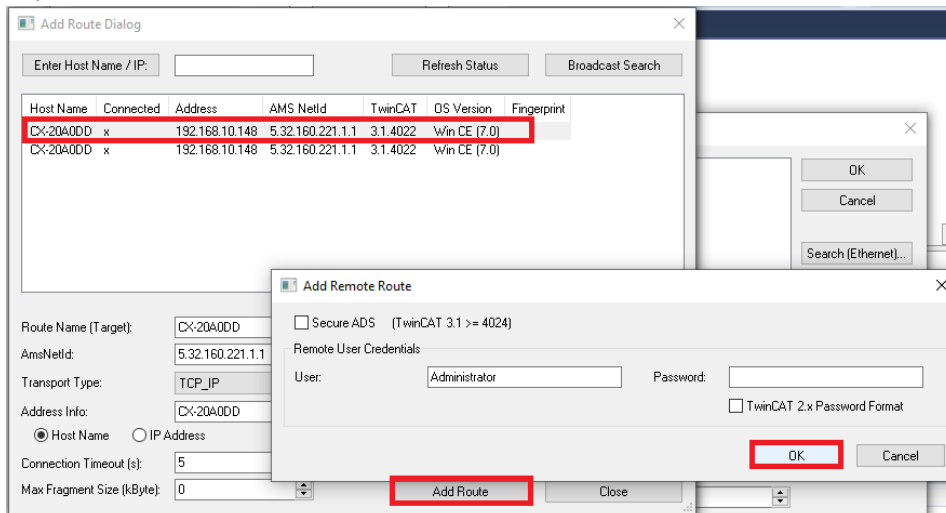 Add Route Dialog
Enter Host Name / IP:
Refresh Status
Broadcast Search
Host Name Connected Address AMS NetId TwinCAT OS Version Fingerprint
CX-20A0DD x 192.168.10.148 5.32.160.221.1.1 3.1.4022 Win CE (7.0)
CX-20A0DD x 192.168.10.148 5.32.160.221.1.1 3.1.4022 Win CE (7.0)
OK
Cancel
Search (Ethernet)...
Route Name (Target): CX-20A0DD
AmsNetId: 5.32.160.221.1.1
Transport Type: TCP_IP
Address Info: CX-20A0DD
Host Name IP Address
Connection Timeout (s): 5
Max Fragment Size (kByte): 0
Add Route
Close
Add Remote Route
Secure ADS (TwinCAT 3.1 >= 4024)
Remote User Credentials
User: Administrator Password:
TwinCAT 2.x Password Format
OK
Cancel